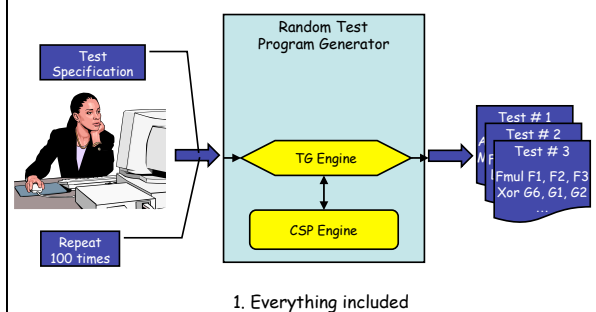 Random Test
Program Generator
Test
Specification
TG Engine
CSP Engine
Repeat
100 times
Test # 1
Test # 2
Test # 3
Fmul F1, F2, F3
Xor G6, G1, G2
...
1. Everything included